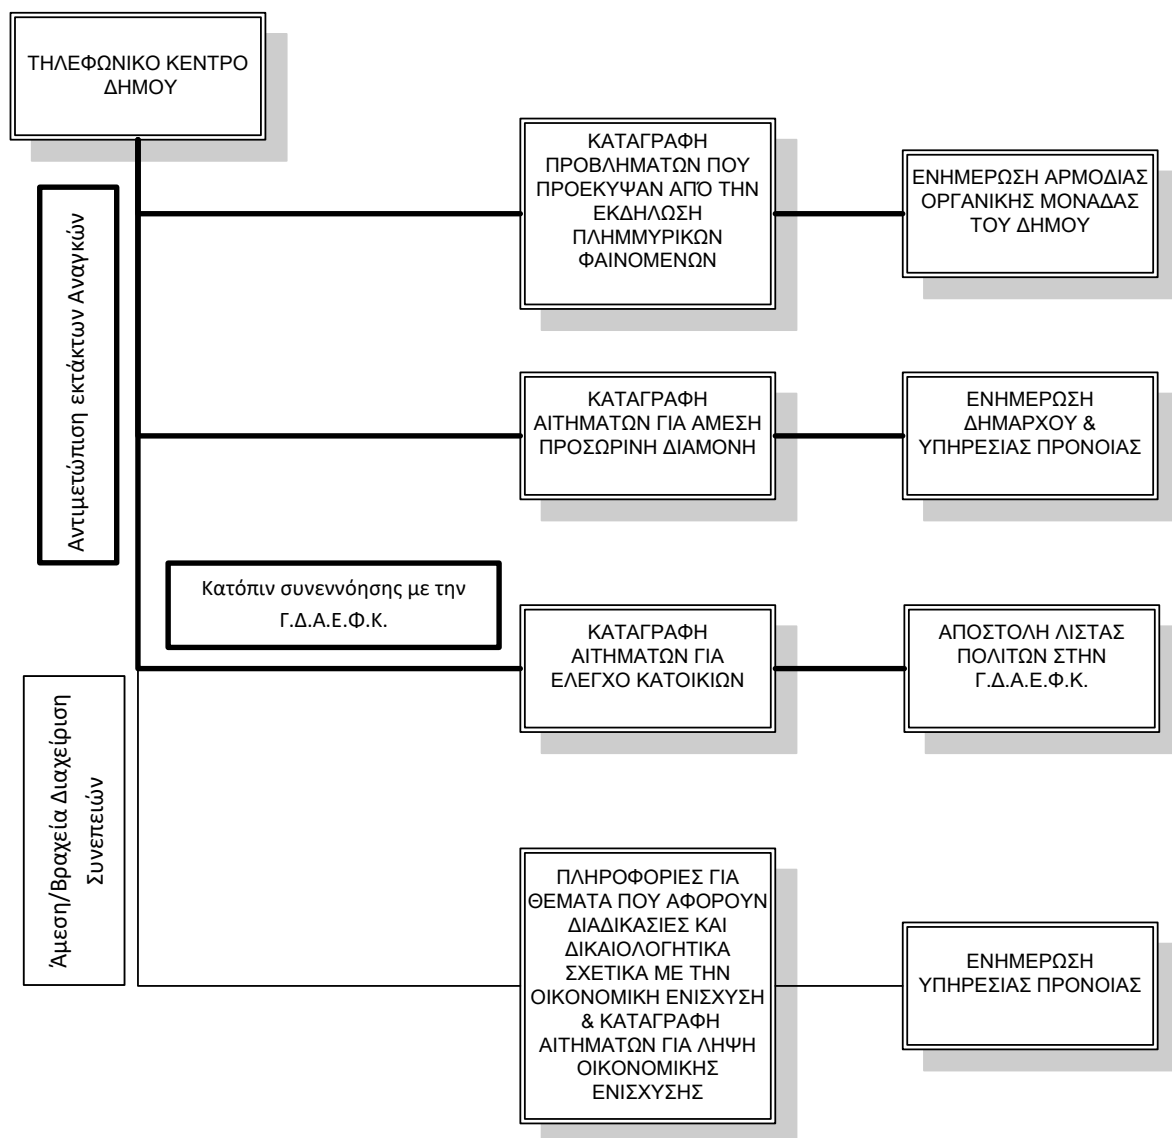 ΤΗΛΕΦΩΝΙΚΟ ΚΕΝΤΡΟ
ΔΗΜΟΥ
Αντιμετώπιση εκτάκτων Αναγκών
ΚΑΤΑΓΡΑΦΗ
ΠΡΟΒΛΗΜΑΤΩΝ ΠΟΥ
ΠΡΟΕΚΥΨΑΝ ΑΠΌ ΤΗΝ
ΕΚΔΗΛΩΣΗ
ΠΛΗΜΜΥΡΙΚΩΝ
ΦΑΙΝΟΜΕΝΩΝ
ΕΝΗΜΕΡΩΣΗ ΑΡΜΟΔΙΑΣ
ΟΡΓΑΝΙΚΗΣ ΜΟΝΑΔΑΣ
ΤΟΥ ΔΗΜΟΥ
ΚΑΤΑΓΡΑΦΗ
ΑΙΤΗΜΑΤΩΝ ΓΙΑ ΑΜΕΣΗ
ΠΡΟΣΩΡΙΝΗ ΔΙΑΜΟΝΗ
ΕΝΗΜΕΡΩΣΗ
ΔΗΜΑΡΧΟΥ &
ΥΠΗΡΕΣΙΑΣ ΠΡΟΝΟΙΑΣ
Κατόπιν συνεννόησης με την
Γ.Δ.Α.Ε.Φ.Κ.
ΚΑΤΑΓΡΑΦΗ
ΑΙΤΗΜΑΤΩΝ ΓΙΑ
ΕΛΕΓΧΟ ΚΑΤΟΙΚΙΩΝ
ΑΠΟΣΤΟΛΗ ΛΙΣΤΑΣ
ΠΟΛΙΤΩΝ ΣΤΗΝ
Γ.Δ.Α.Ε.Φ.Κ.
Άμεση/Βραχεία Διαχείριση
Συνεπειών
ΠΛΗΡΟΦΟΡΙΕΣ ΓΙΑ
ΘΕΜΑΤΑ ΠΟΥ ΑΦΟΡΟΥΝ
ΔΙΑΔΙΚΑΣΙΕΣ ΚΑΙ
ΔΙΚΑΙΟΛΟΓΗΤΙΚΑ
ΣΧΕΤΙΚΑ ΜΕ ΤΗΝ
ΟΙΚΟΝΟΜΙΚΗ ΕΝΙΣΧΥΣΗ
& ΚΑΤΑΓΡΑΦΗ
ΑΙΤΗΜΑΤΩΝ ΓΙΑ ΛΗΨΗ
ΟΙΚΟΝΟΜΙΚΗΣ
ΕΝΙΣΧΥΣΗΣ
ΕΝΗΜΕΡΩΣΗ
ΥΠΗΡΕΣΙΑΣ ΠΡΟΝΟΙΑΣ